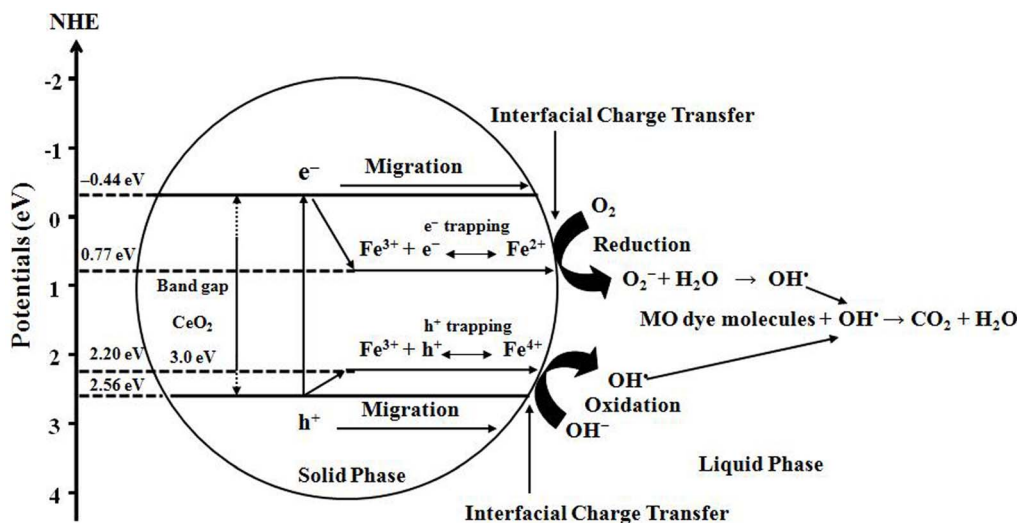 NHE
Potentials (eV)
-2
-1
0
1
2
3
4
−0.44 eV
0.77 eV
2.20 eV
2.56 eV
Interfacial Charge Transfer
Migration
e⁻
e⁻ trapping
Fe³⁺ + e⁻ ⟷ Fe²⁺
Band gap
CeO₂
3.0 eV
h⁺ trapping
Fe³⁺ + h⁺ ⟷ Fe⁴⁺
Migration
h⁺
Solid Phase
O₂
Reduction
O₂⁻ + H₂O → OH•
MO dye molecules + OH• → CO₂ + H₂O
OH•
Oxidation
OH⁻
Liquid Phase
Interfacial Charge Transfer